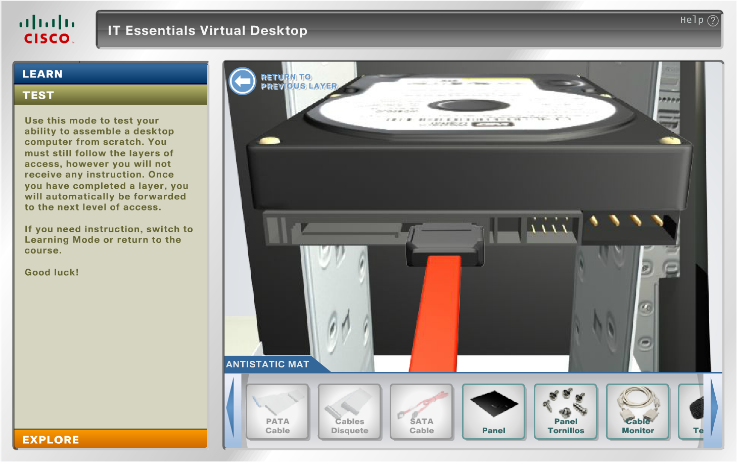 CISCO
IT Essentials Virtual Desktop
Help ?
LEARN
TEST
Use this mode to test your
ability to assemble a desktop
computer from scratch. You
must still follow the layers of
access, however you will not
receive any instruction. Once
you have completed a layer, you
will automatically be forwarded
to the next level of access.
If you need instruction, switch to
Learning Mode or return to the
course.
Good luck!
EXPLORE
RETURN TO
PREVIOUS LAYER
ANTISTATIC MAT
PATA
Cable
Cables
Disquete
SATA
Cable
Panel
Panel
Tornillos
Cable
Monitor
Te